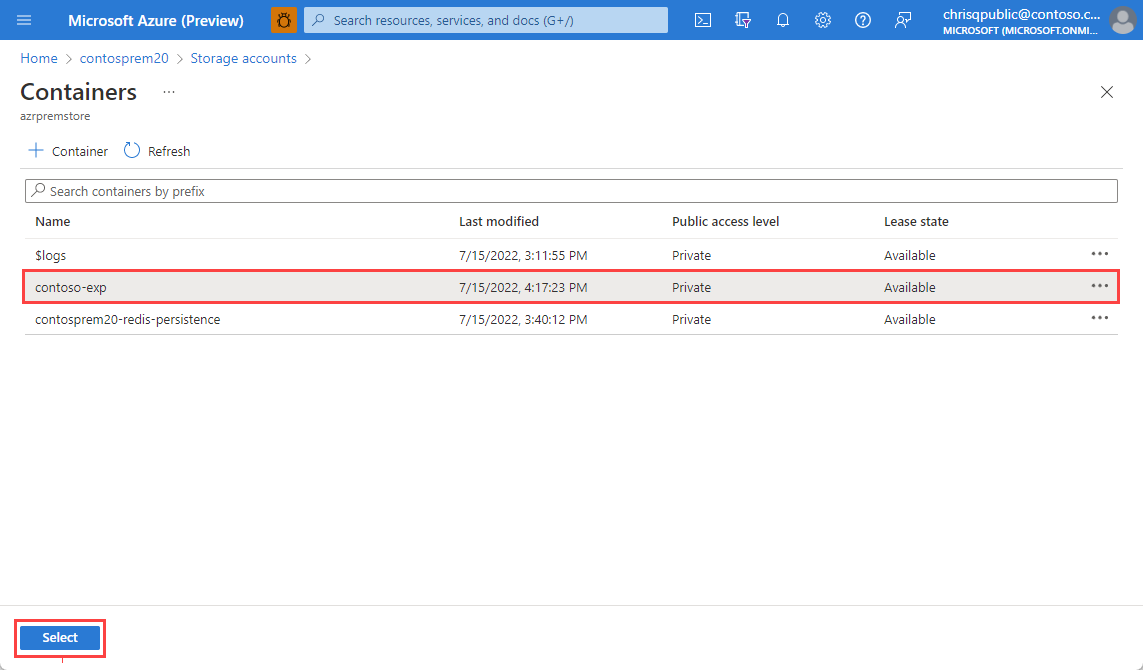 Microsoft Azure (Preview)
Search resources, services, and docs (G+/)
chrisqpublic@contoso.c...
MICROSOFT (MICROSOFT.ONMI...
Home > contosprem20 > Storage accounts >
Containers ...
azrpremstore
+ Container Refresh
Search containers by prefix
Name Last modified Public access level Lease state
$logs 7/15/2022, 3:11:55 PM Private Available ...
contoso-exp 7/15/2022, 4:17:23 PM Private Available ...
contosprem20-redis-persistence 7/15/2022, 3:40:12 PM Private Available ...
Select